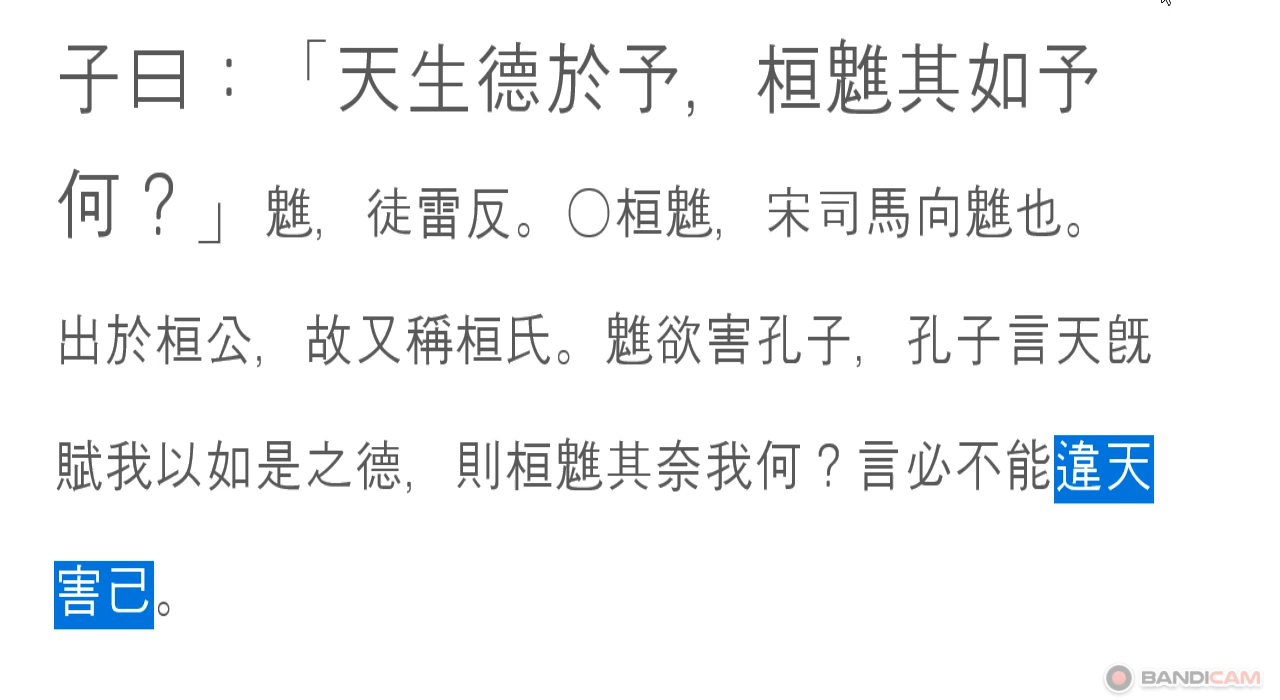 子曰：「天生德於予，桓魋其如予
何？」魋，徒雷反。○桓魋，宋司馬向魋也。
出於桓公，故又稱桓氏。魋欲害孔子，孔子言天旣
賦我以如是之德，則桓魋其奈我何？言必不能違天
害己。
BANDICAM